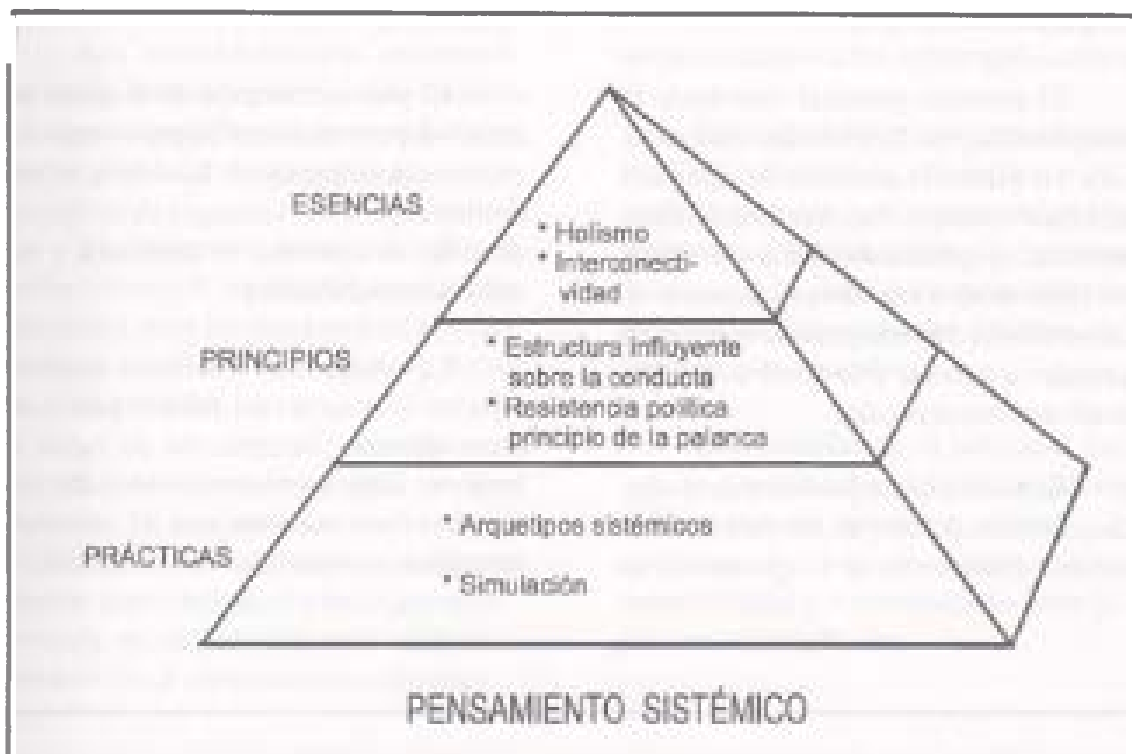 ESENCIAS
* Holismo
* Interconecti-
vidad
PRINCIPIOS
* Estructura influyente
sobre la conducta
* Resistencia política
principio de la palanca
PRÁCTICAS
* Arquetipos sistémicos
* Simulación
PENSAMIENTO SISTÉMICO